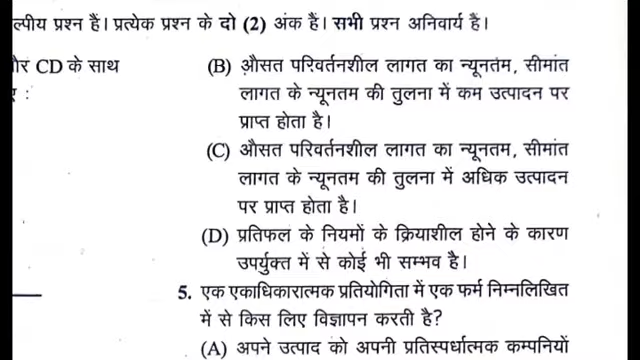 ल्पीय प्रश्न हैं। प्रत्येक प्रश्न के दो (2) अंक हैं। सभी प्रश्न अनिवार्य हैं।
और CD के साथ
:
(B) औसत परिवर्तनशील लागत का न्यूनतम, सीमांत
लागत के न्यूनतम की तुलना में कम उत्पादन पर
प्राप्त होता है।
(C) औसत परिवर्तनशील लागत का न्यूनतम, सीमांत
लागत के न्यूनतम की तुलना में अधिक उत्पादन
पर प्राप्त होता है।
(D) प्रतिफल के नियमों के क्रियाशील होने के कारण
उपर्युक्त में से कोई भी सम्भव है।
5. एक एकाधिकारात्मक प्रतियोगिता में एक फर्म निम्नलिखित
में से किस लिए विज्ञापन करती है?
(A) अपने उत्पाद को अपनी प्रतिस्पर्धात्मक कम्पनियों